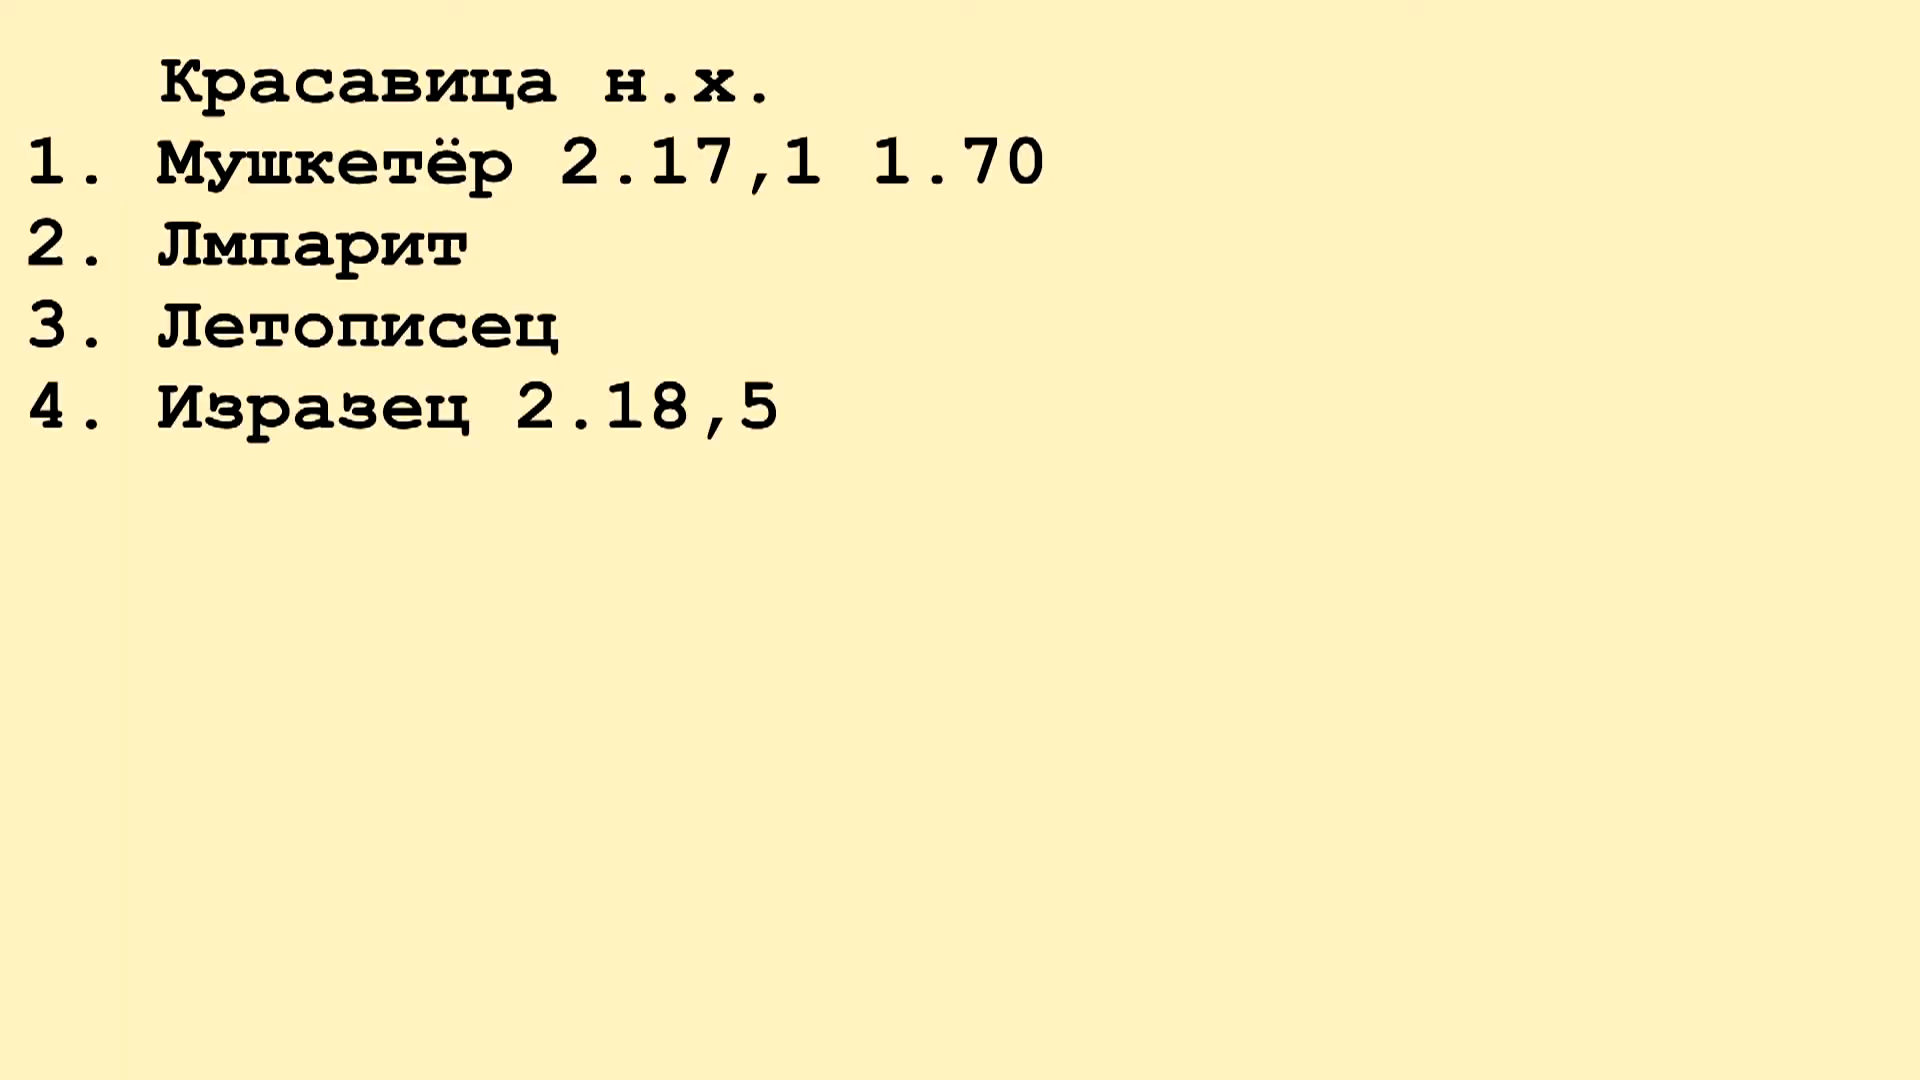 Красавица н.х.
1. Мушкетёр 2.17,1 1.70
2. Лмпарит
3. Летописец
4. Изразец 2.18,5